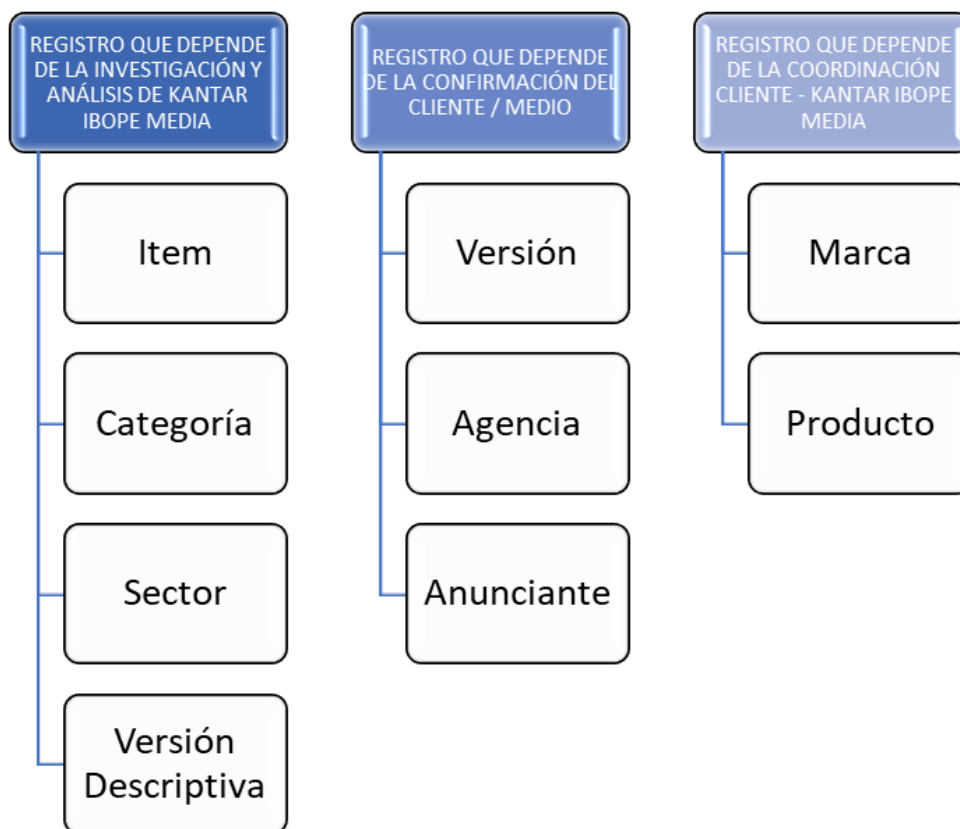 REGISTRO QUE DEPENDE
DE LA INVESTIGACIÓN Y
ANÁLISIS DE KANTAR
IBOPE MEDIA
Item
Categoría
Sector
Versión
Descriptiva
REGISTRO QUE DEPENDE
DE LA CONFIRMACIÓN DEL
CLIENTE / MEDIO
Versión
Agencia
Anunciante
REGISTRO QUE DEPENDE
DE LA COORDINACIÓN
CLIENTE - KANTAR IBOPE
MEDIA
Marca
Producto